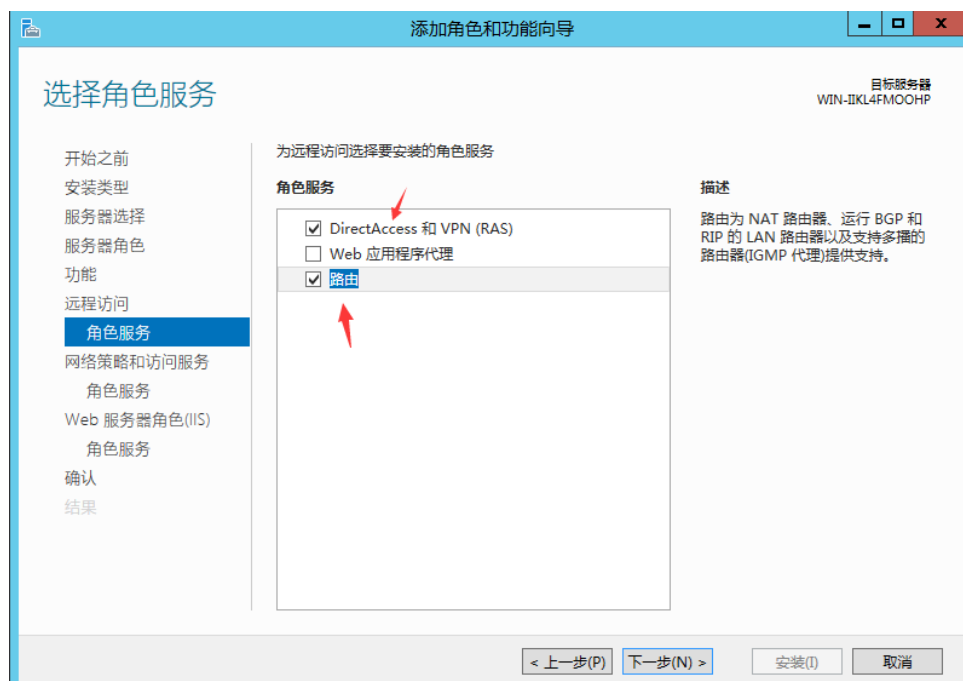 添加角色和功能向导
选择角色服务
目标服务器
WIN-IIKL4FMOOHP
开始之前
安装类型
服务器选择
服务器角色
功能
远程访问
角色服务
网络策略和访问服务
角色服务
Web 服务器角色(IIS)
角色服务
确认
结果
为远程访问选择要安装的角色服务
角色服务
DirectAccess 和 VPN (RAS)
Web 应用程序代理
路由
描述
路由为 NAT 路由器、运行 BGP 和
RIP 的 LAN 路由器以及支持多播的
路由器(IGMP 代理)提供支持。
< 上一步(P)
下一步(N) >
安装(I)
取消